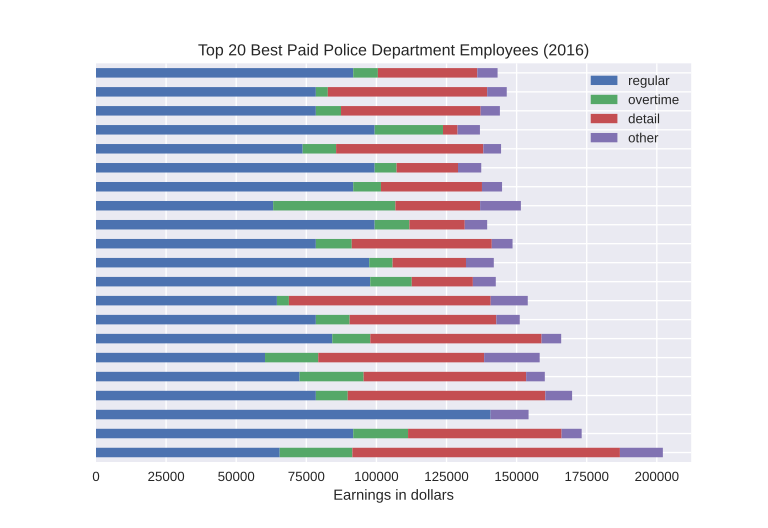 Top 20 Best Paid Police Department Employees (2016)
regular
overtime
detail
other
0 25000 50000 75000 100000 125000 150000 175000 200000
Earnings in dollars